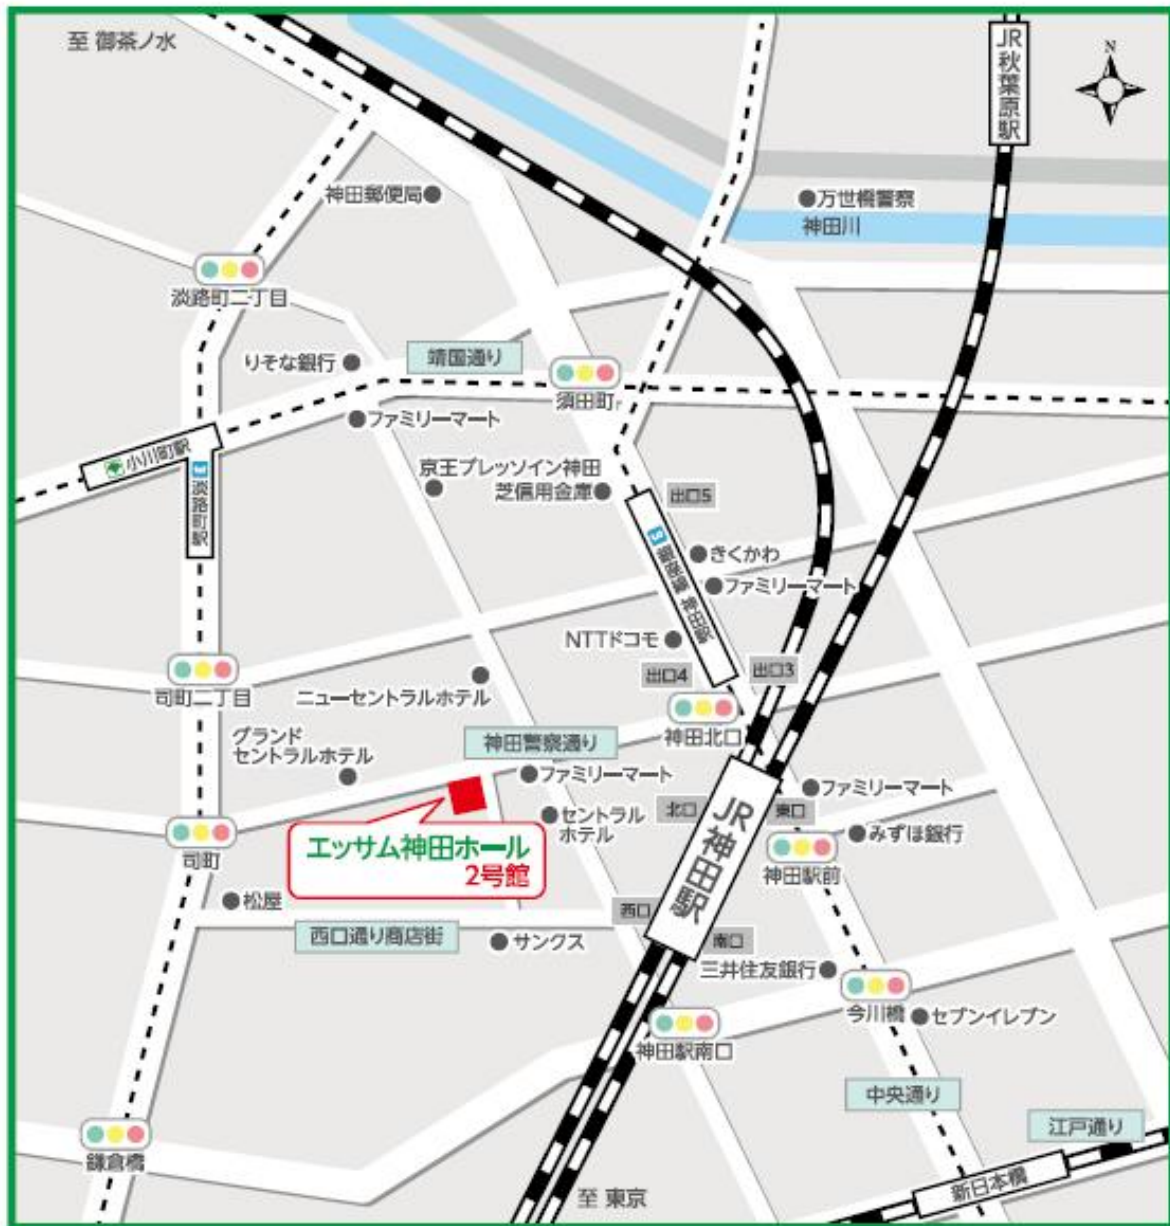 至 御茶ノ水
JR秋葉原駅
N
神田郵便局
万世橋警察
神田川
淡路町二丁目
りそな銀行
靖国通り
須田町
ファミリーマート
小川町駅
淡路町駅
京王プレッソイン神田
芝信用金庫
出口5
銀座線 神田駅
きくかわ
ファミリーマート
NTTドコモ
出口4
出口3
司町二丁目
ニューセントラルホテル
神田北口
グランド
セントラルホテル
神田警察通り
ファミリーマート
ファミリーマート
北口
JR神田駅
東口
セントラル
ホテル
みずほ銀行
エッサム神田ホール
2号館
司町
神田駅前
松屋
西口
西口通り商店街
サンクス
南口
三井住友銀行
今川橋
セブンイレブン
神田駅南口
中央通り
江戸通り
鎌倉橋
新日本橋
至 東京